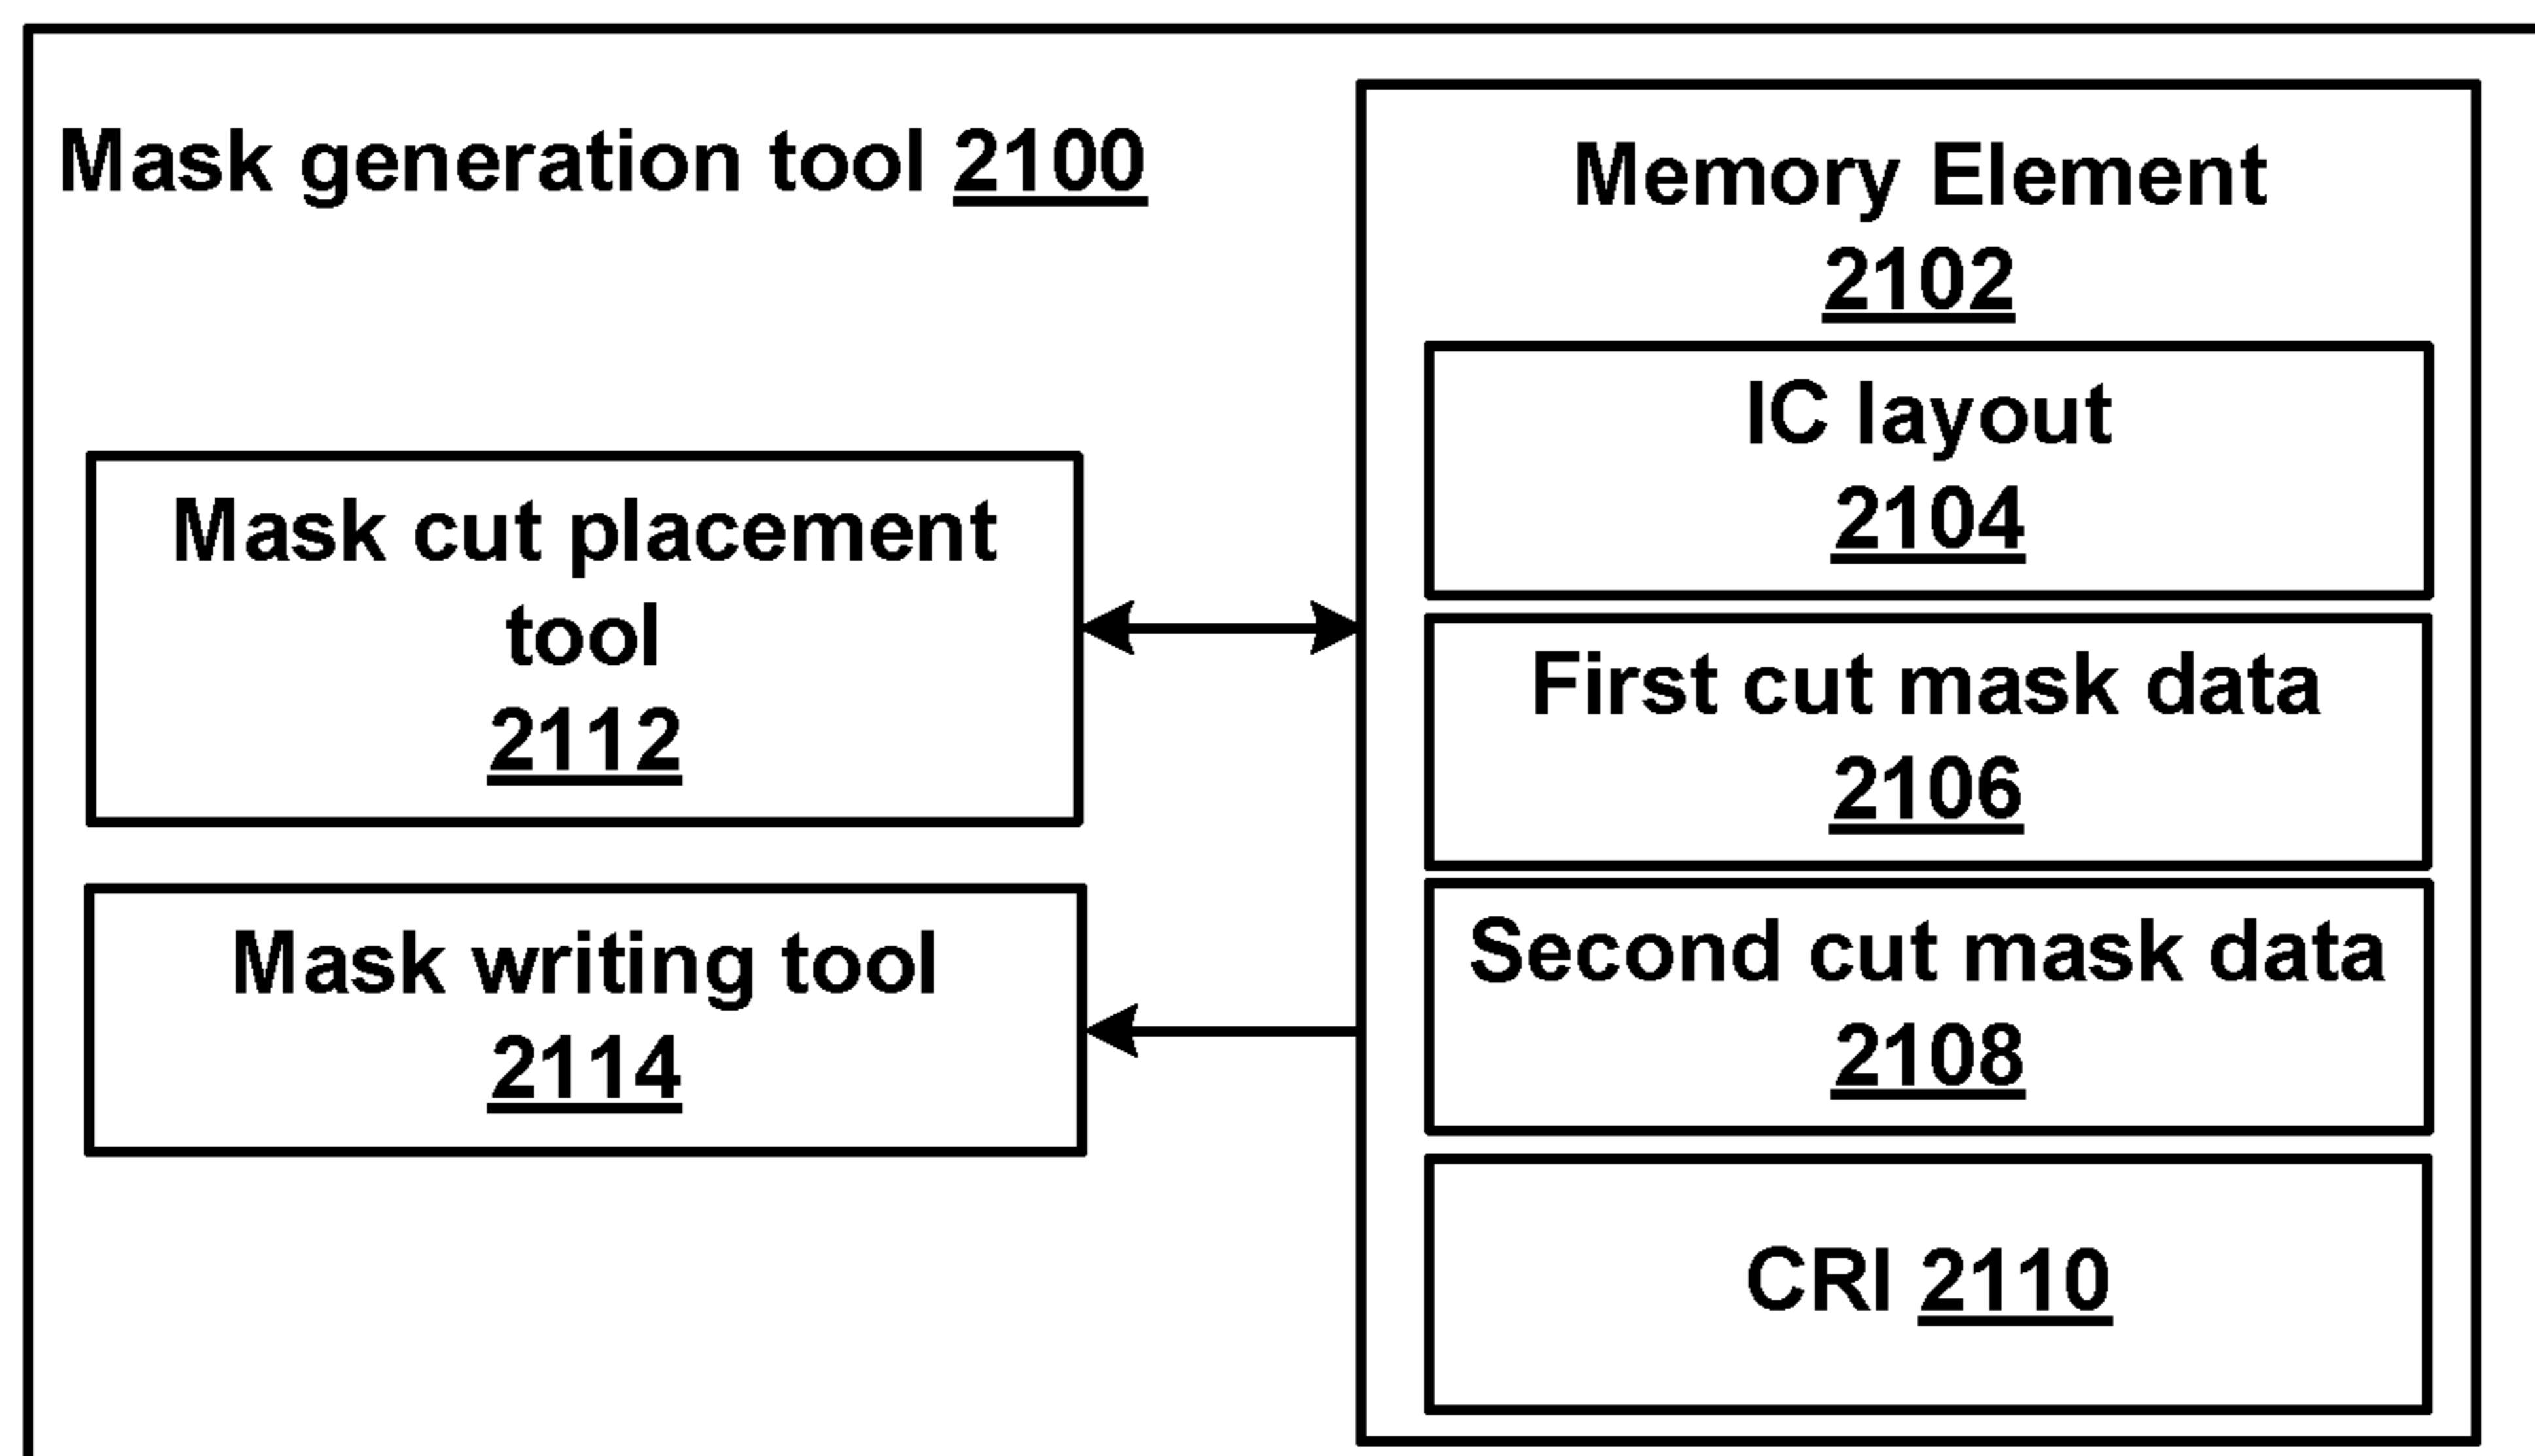 Mask generation tool 2100
Memory Element
2102
IC layout
2104
First cut mask data
2106
Second cut mask data
2108
CRI 2110
Mask cut placement
tool
2112
Mask writing tool
2114